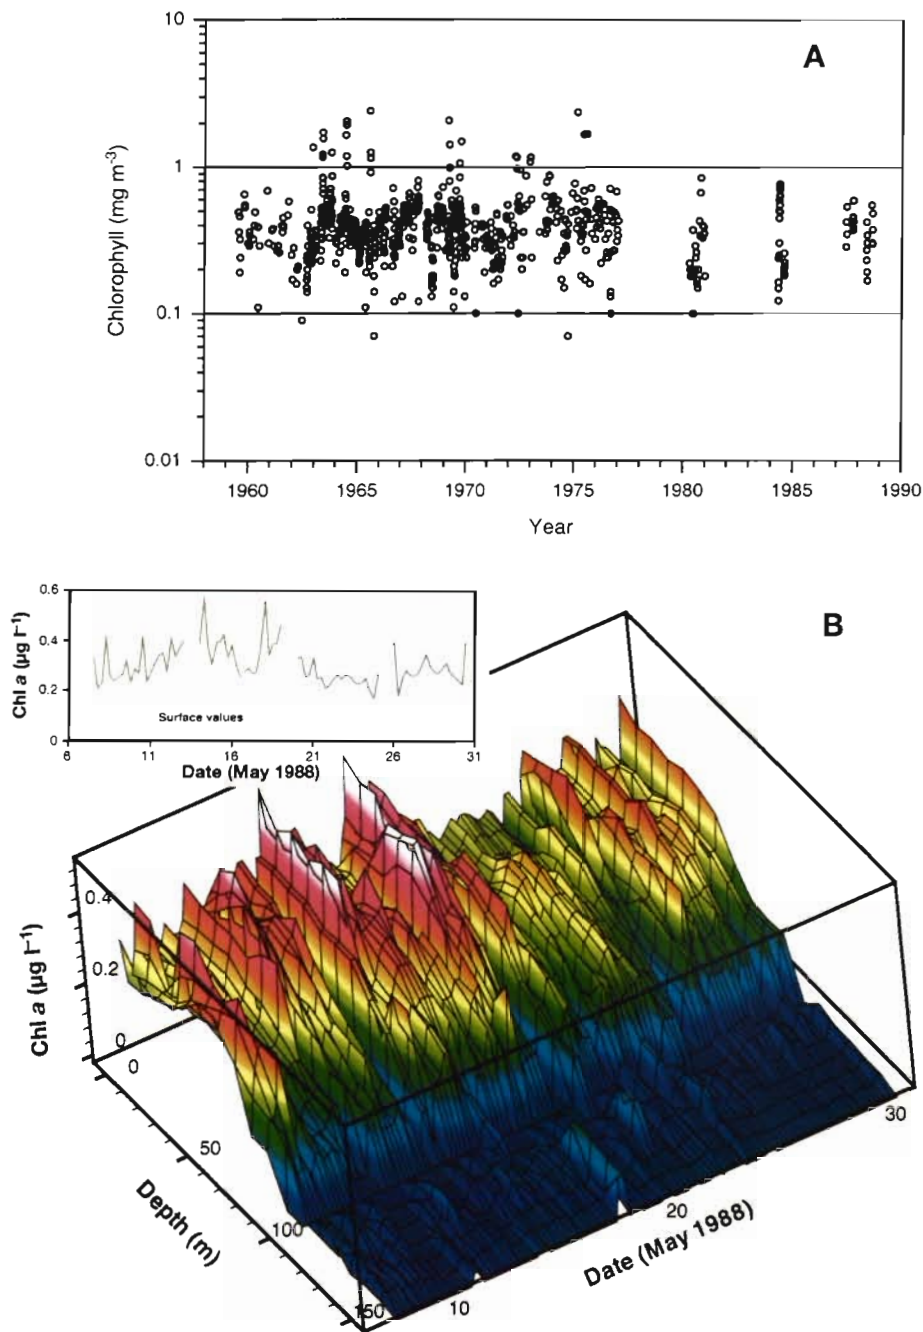 A
10
1
0.1
0.01
Chlorophyll (mg m⁻³)
1960 1965 1970 1975 1980 1985 1990
Year
B
0.6
0.4
0.2
0
Chl a (µg l⁻¹)
Surface values
6 11 16 21 26 31
Date (May 1988)
0.4
0.2
0
Chl a (µg l⁻¹)
0
50
100
150
Depth (m)
10
20
30
Date (May 1988)